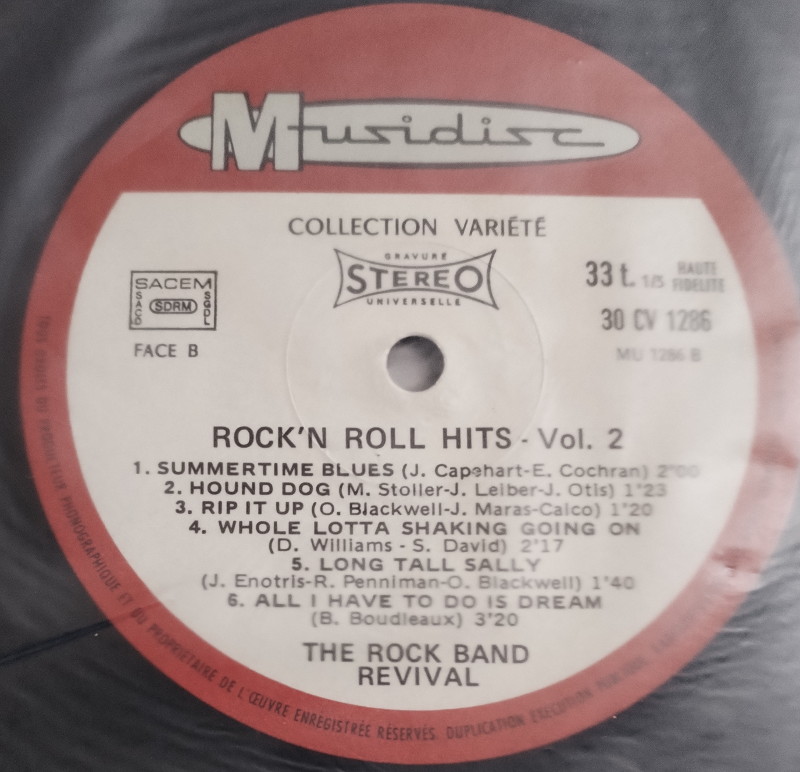 Musidisc
COLLECTION VARIÉTÉ
GRAVURE
STEREO
UNIVERSELLE
33 t. 1/3 HAUTE
FIDELITE
30 CV 1286
MU 1286 B
SACEM
SACD
SDRM
SGDL
FACE B
ROCK'N ROLL HITS - Vol. 2
1. SUMMERTIME BLUES (J. Capehart-E. Cochran) 2'00
2. HOUND DOG (M. Stoller-J. Leiber-J. Otis) 1'23
3. RIP IT UP (O. Blackwell-J. Maras-Calco) 1'20
4. WHOLE LOTTA SHAKING GOING ON
(D. Williams - S. David) 2'17
5. LONG TALL SALLY
(J. Enotris-R. Penniman-O. Blackwell) 1'40
6. ALL I HAVE TO DO IS DREAM
(B. Boudleaux) 3'20
THE ROCK BAND
REVIVAL
TOUS DROITS DU PRODUCTEUR PHONOGRAPHIQUE ET DU PROPRIETAIRE DE L'ŒUVRE ENREGISTRÉE RÉSERVÉS. DUPLICATION EXECUTION PUBLIQUE